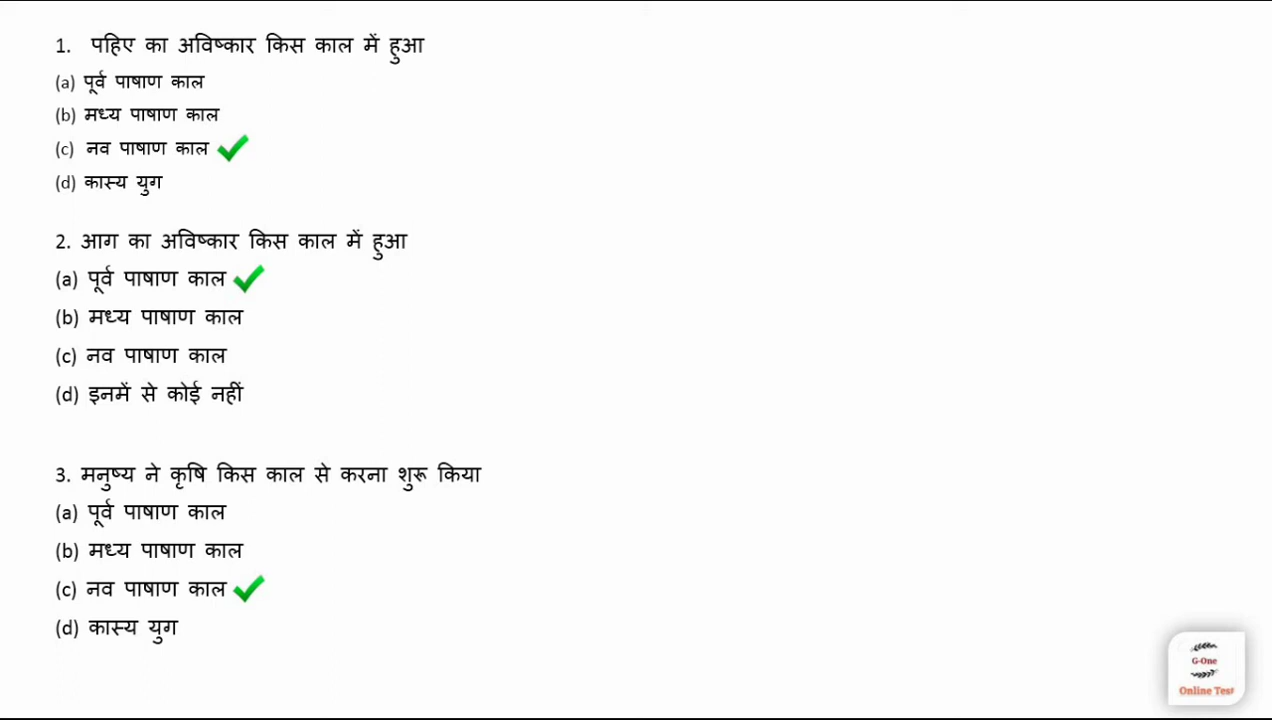 1. पहिए का अविष्कार किस काल में हुआ
(a) पूर्व पाषाण काल
(b) मध्य पाषाण काल
(c) नव पाषाण काल
(d) कास्य युग
2. आग का अविष्कार किस काल में हुआ
(a) पूर्व पाषाण काल
(b) मध्य पाषाण काल
(c) नव पाषाण काल
(d) इनमें से कोई नहीं
3. मनुष्य ने कृषि किस काल से करना शुरू किया
(a) पूर्व पाषाण काल
(b) मध्य पाषाण काल
(c) नव पाषाण काल
(d) कास्य युग
G-One
Online Test